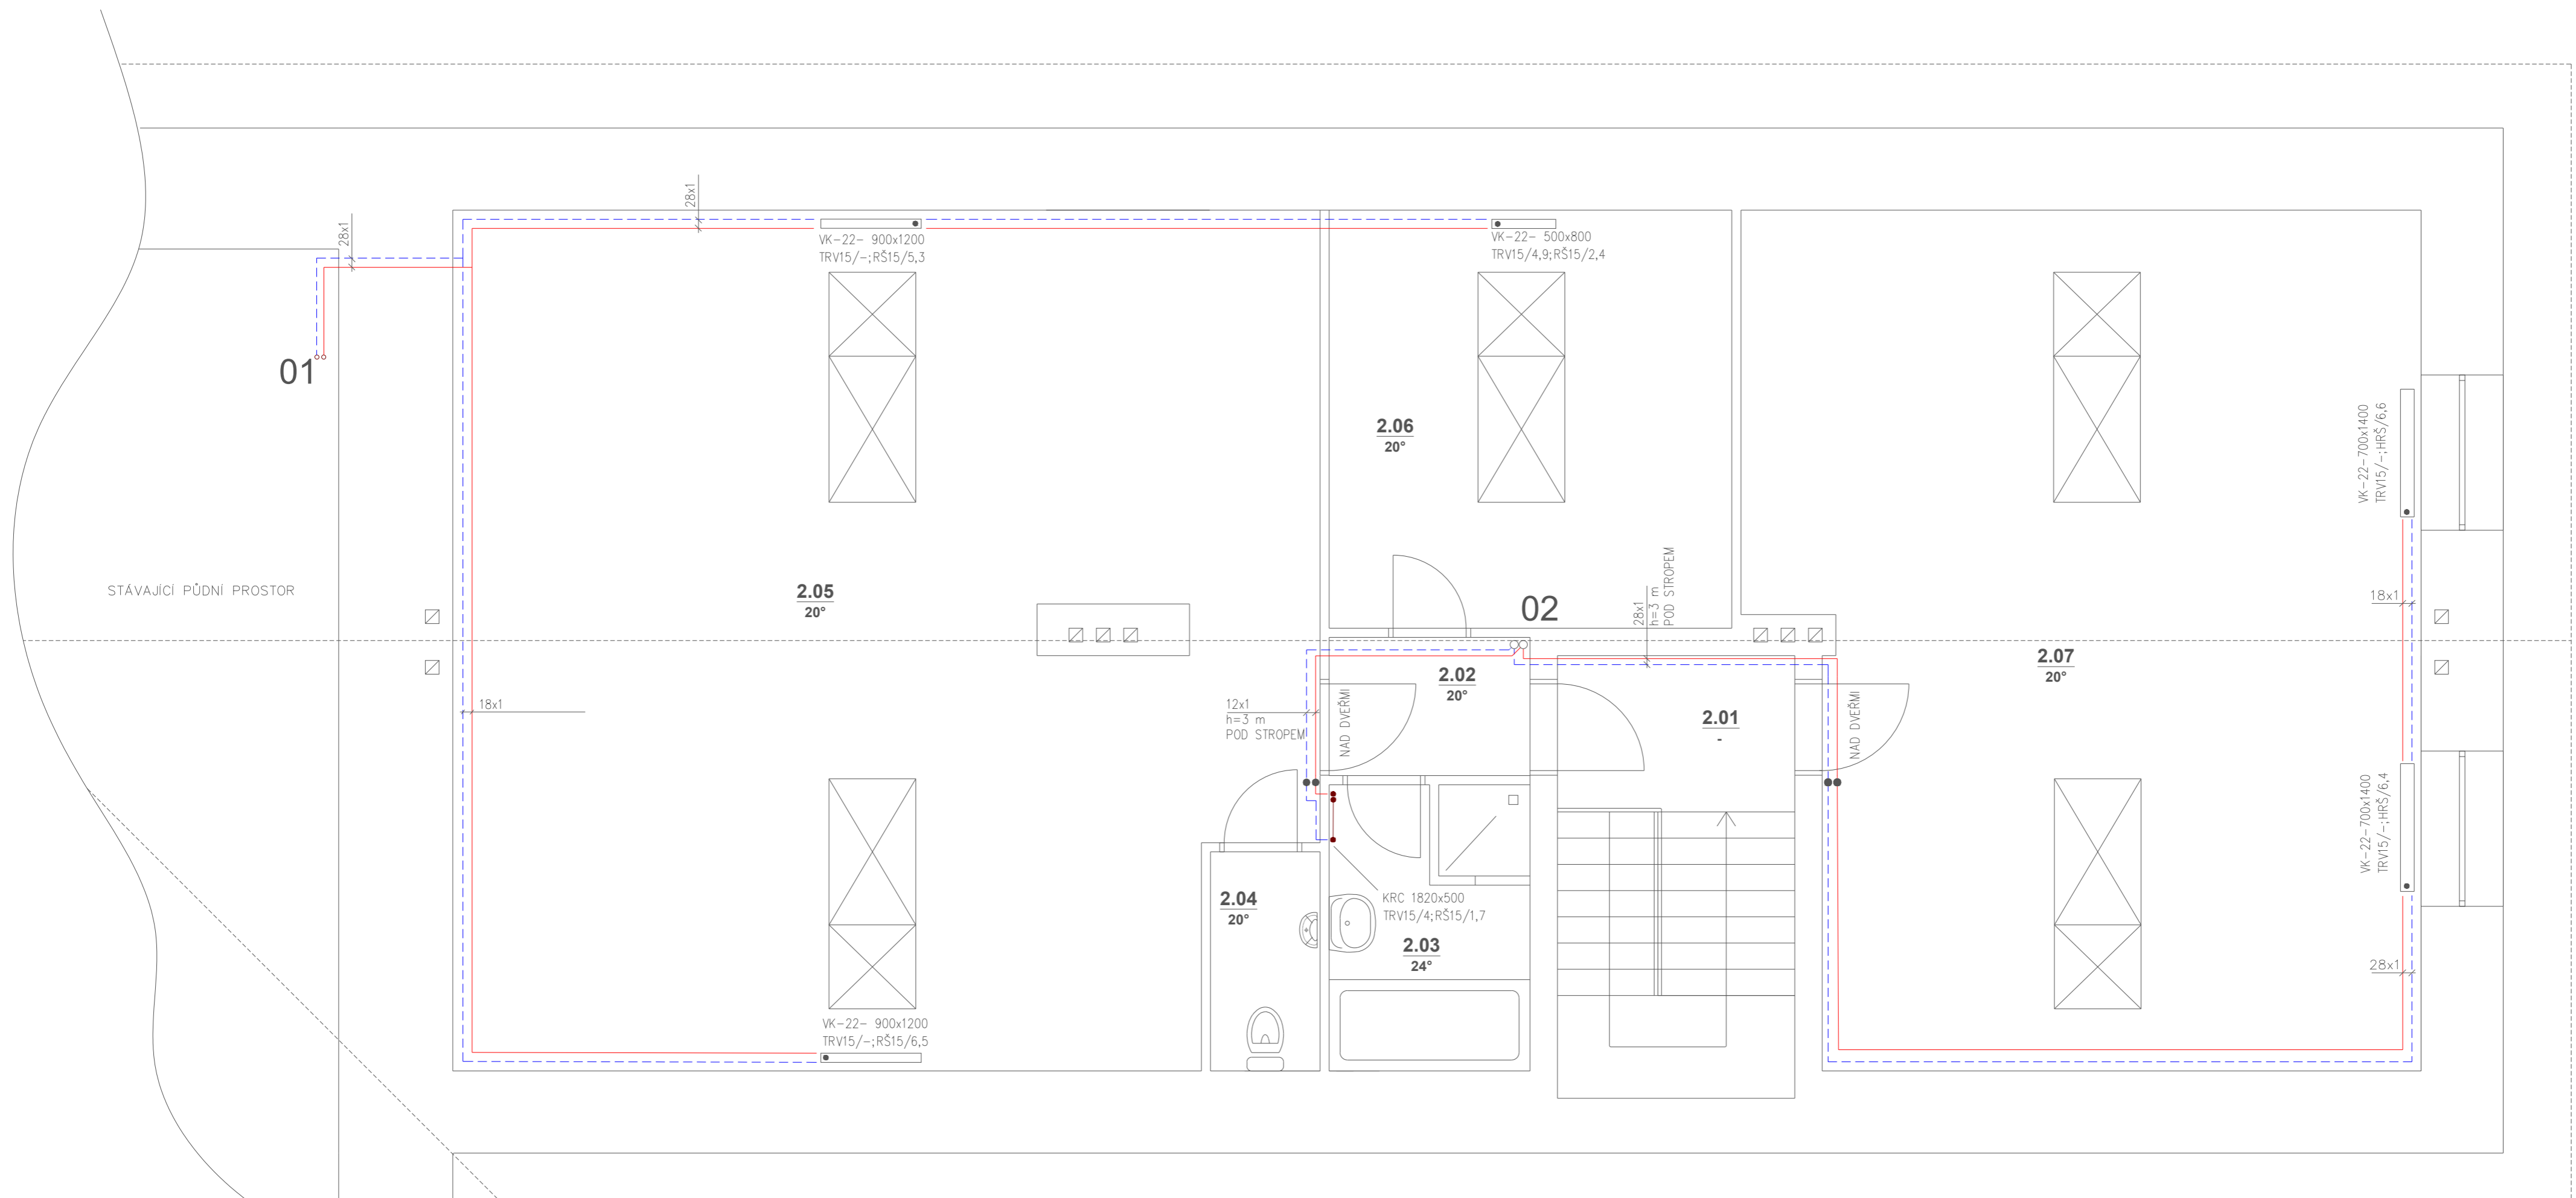 28x1
28x1
VK-22- 900x1200
TRV15/-;RŠ15/5,3
VK-22- 500x800
TRV15/4,9;RŠ15/2,4
01
2.06
20°
VK-22-700x1400
TRV15/-;HRŠ/6,6
STÁVAJÍCÍ PŮDNÍ PROSTOR
2.05
20°
02
28x1
h=3 m
POD STROPEM
18x1
2.07
20°
2.02
20°
18x1
12x1
h=3 m
POD STROPEM
NAD DVEŘMI
2.01
-
NAD DVEŘMI
VK-22-700x1400
TRV15/-;HRŠ/6,4
2.04
20°
KRC 1820x500
TRV15/4;RŠ15/1,7
2.03
24°
28x1
VK-22- 900x1200
TRV15/-;RŠ15/6,5